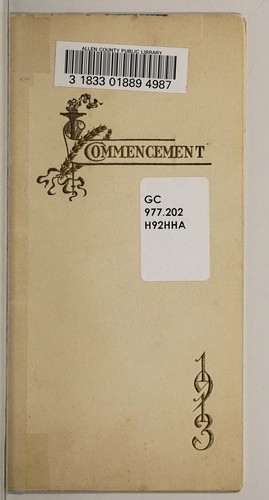 ALLEN COUNTY PUBLIC LIBRARY
3 1833 01889 4987
COMMENCEMENT
GC
977.202
H92HHA
1913